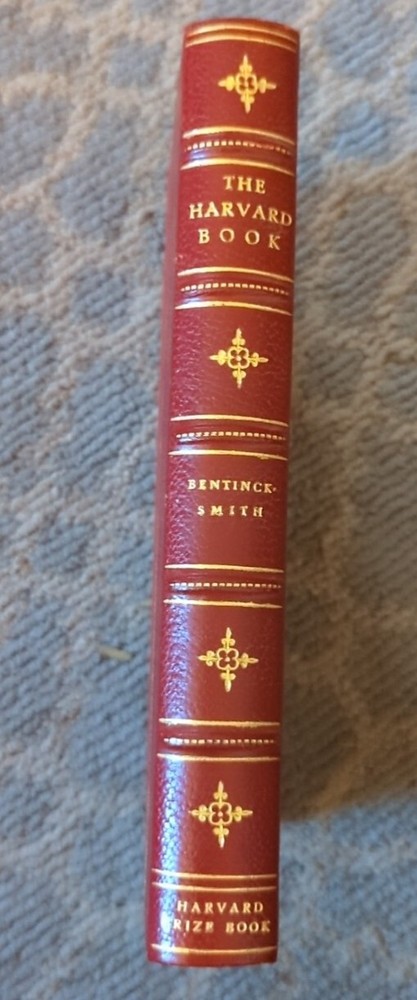 THE
HARVARD
BOOK
BENTINCK-
SMITH
HARVARD
PRIZE BOOK